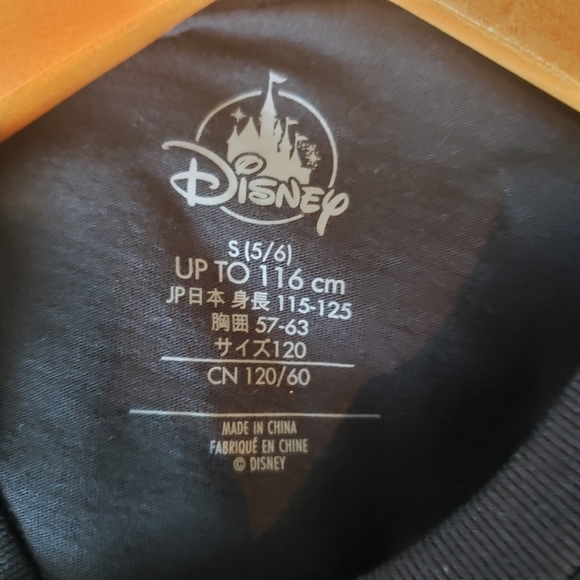 DISNEY
S (5/6)
UP TO 116 cm
JP日本 身長 115-125
胸囲 57-63
サイズ120
CN 120/60
MADE IN CHINA
FABRIQUÉ EN CHINE
© DISNEY